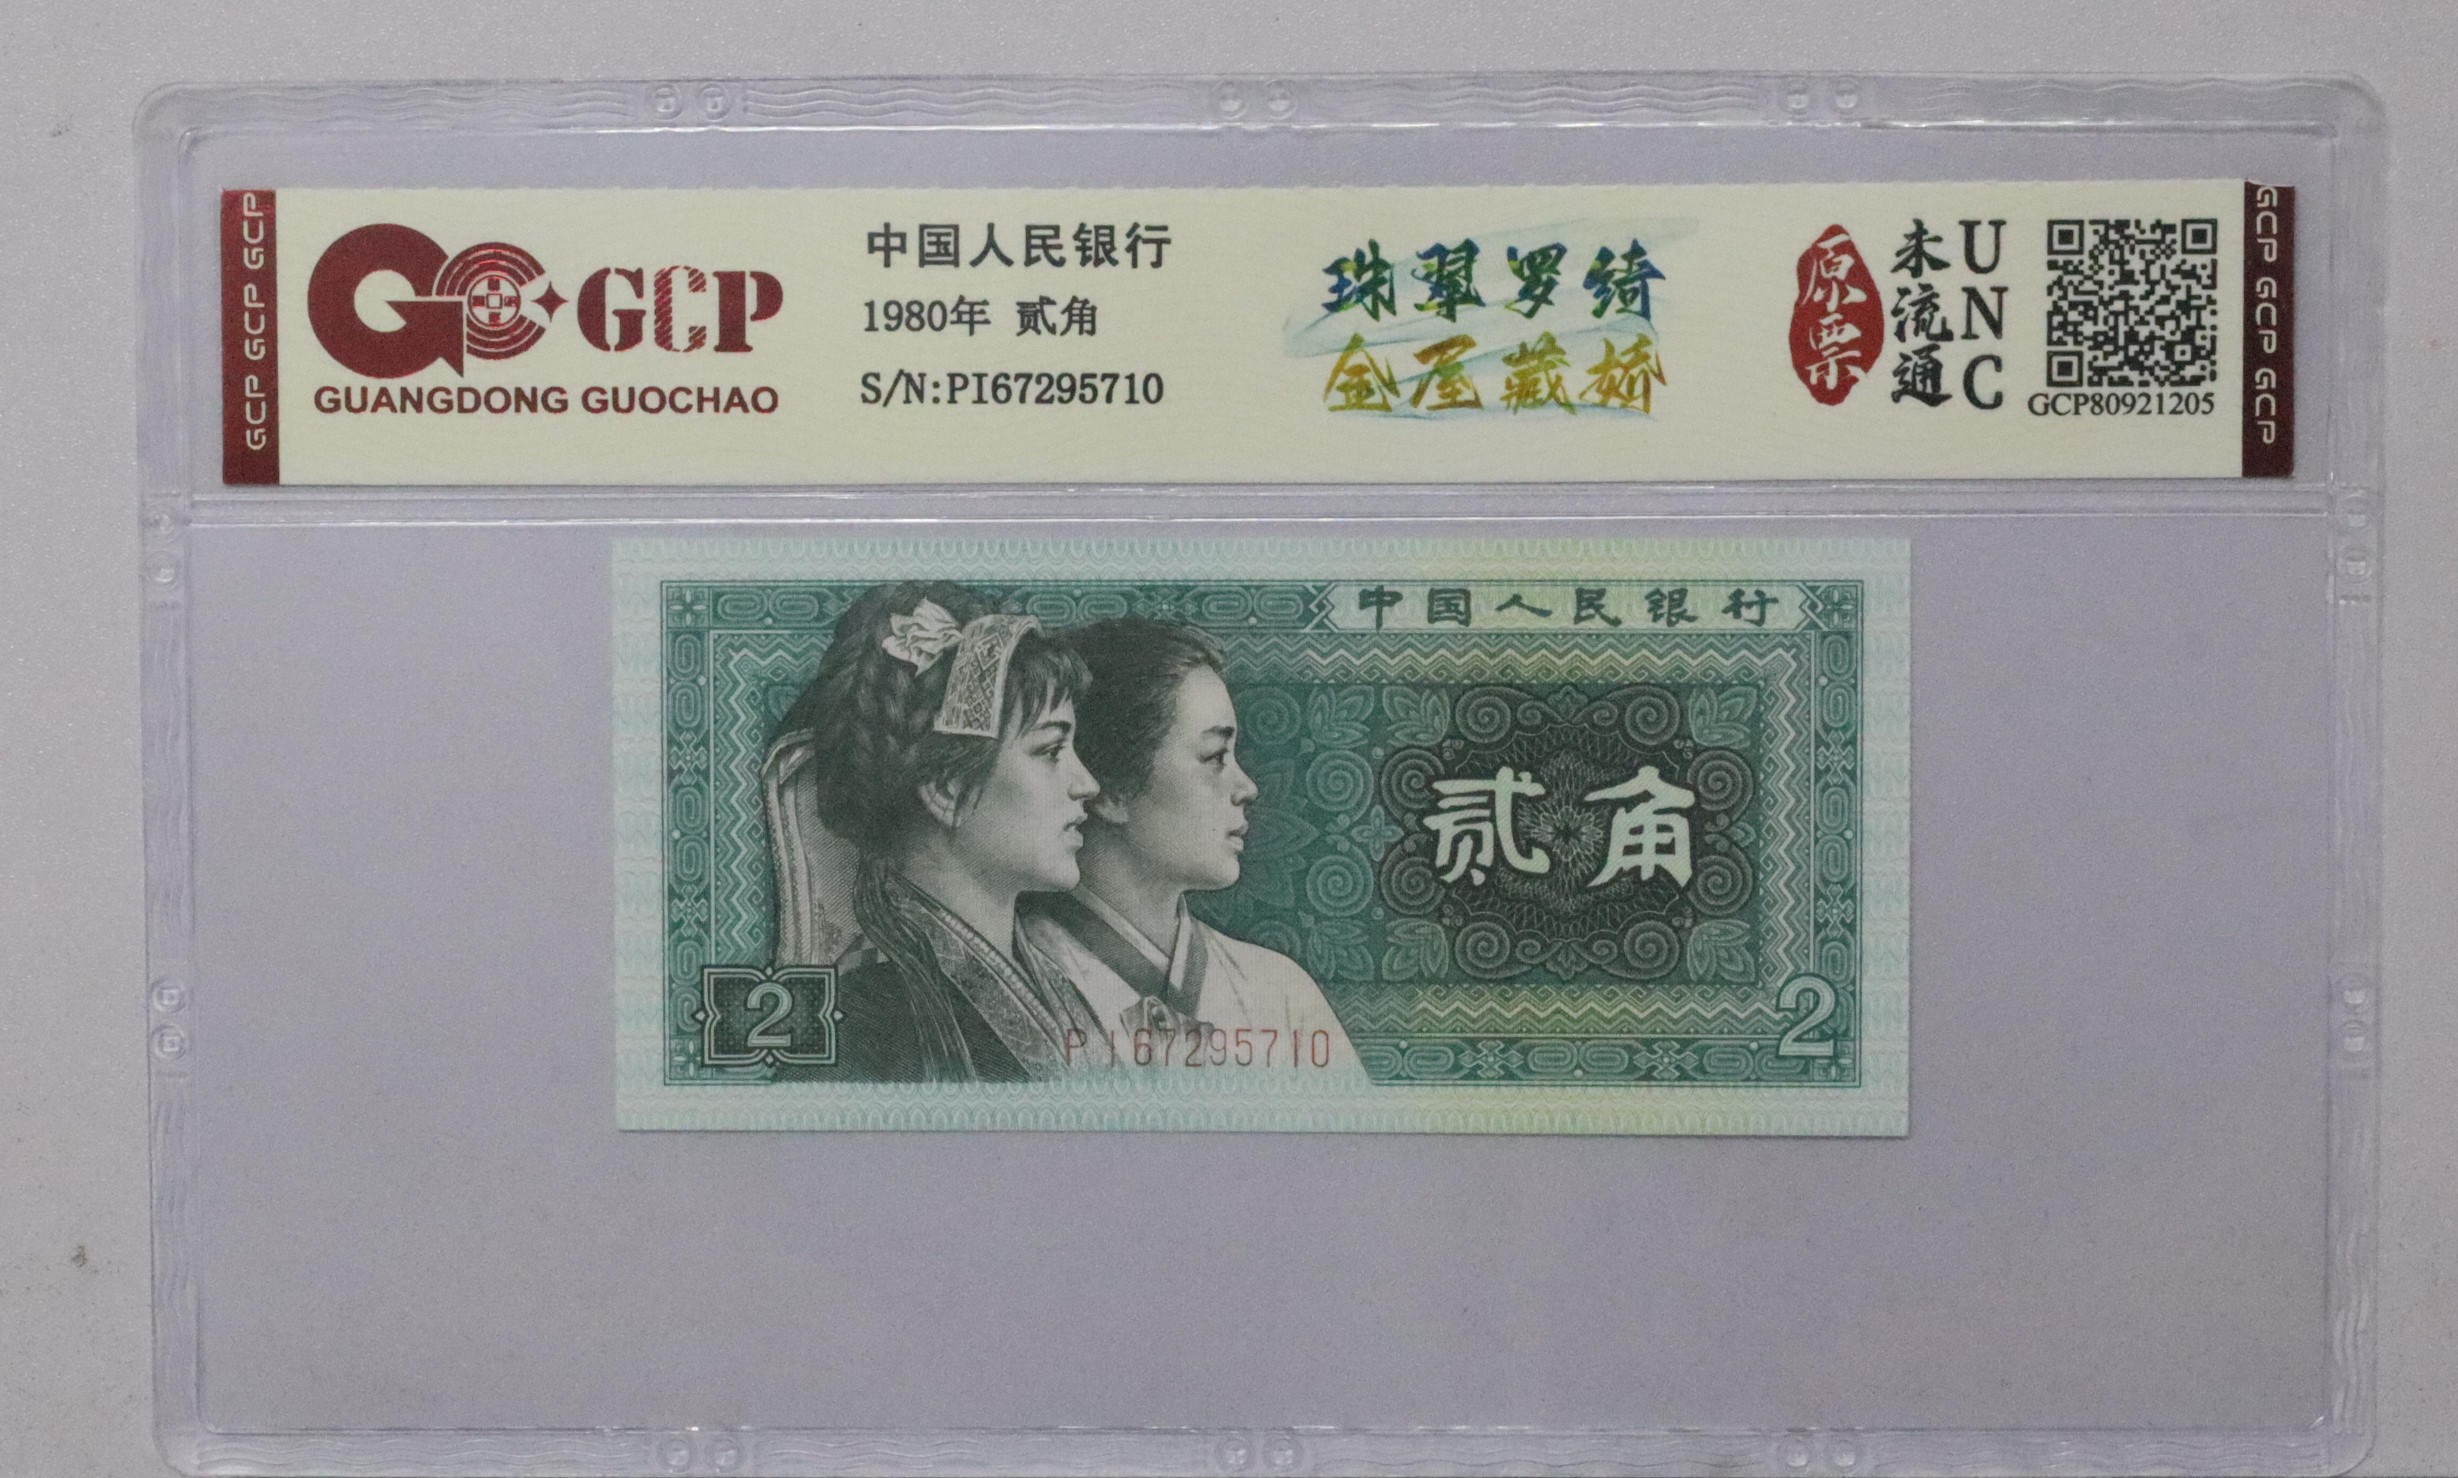 GCP GCP GCP
GCP
GUANGDONG GUOCHAO
中国人民银行
1980年 贰角
S/N:PI67295710
珠翠罗绮
金屋藏娇
原票
未流通
UNC
GCP80921205
GCP GCP GCP
中国人民银行
贰角
2
PI67295710
2